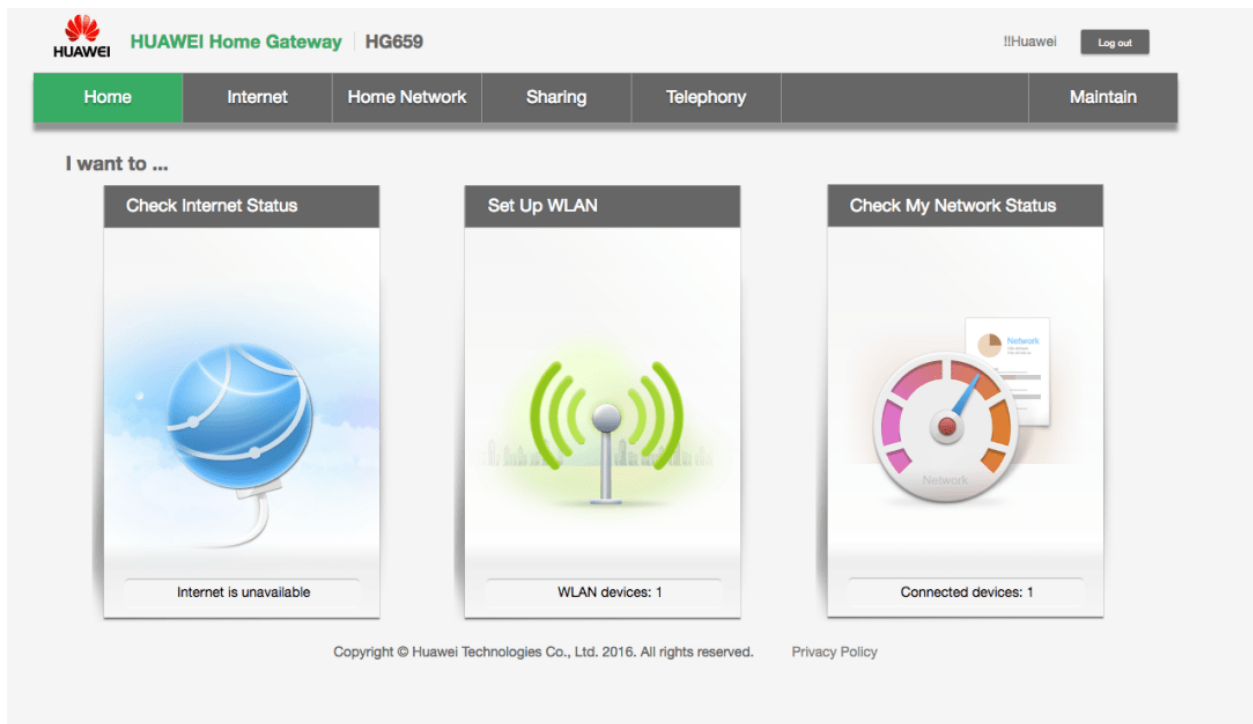 HUAWEI
HUAWEI Home Gateway HG659
!!Huawei
Log out
Home Internet Home Network Sharing Telephony Maintain
I want to ...
Check Internet Status
Set Up WLAN
Check My Network Status
Network
Network
Internet is unavailable
WLAN devices: 1
Connected devices: 1
Copyright © Huawei Technologies Co., Ltd. 2016. All rights reserved. Privacy Policy